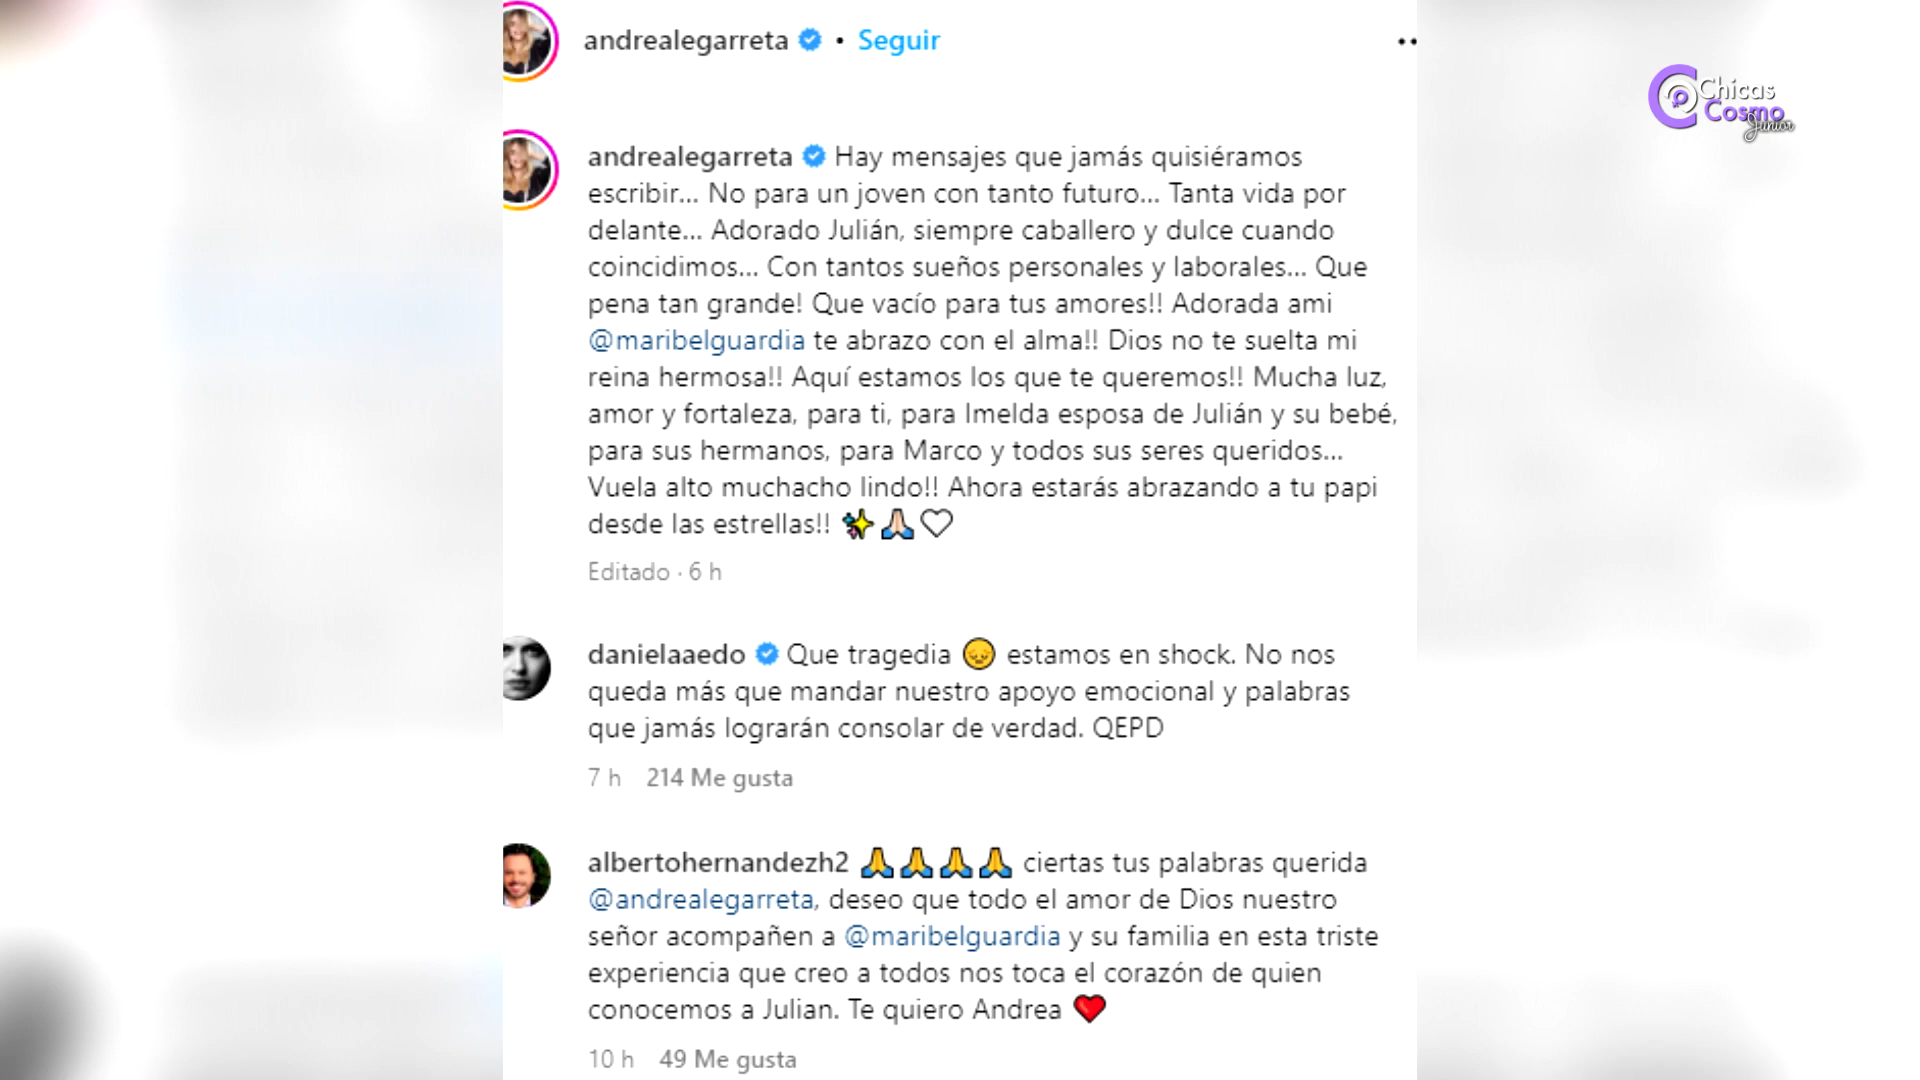 andrealegarreta • Seguir
Chicas
Cosmo
Junior
andrealegarreta Hay mensajes que jamás quisiéramos
escribir... No para un joven con tanto futuro... Tanta vida por
delante... Adorado Julián, siempre caballero y dulce cuando
coincidimos... Con tantos sueños personales y laborales... Que
pena tan grande! Que vacío para tus amores!! Adorada ami
@maribelguardia te abrazo con el alma!! Dios no te suelta mi
reina hermosa!! Aquí estamos los que te queremos!! Mucha luz,
amor y fortaleza, para ti, para Imelda esposa de Julián y su bebé,
para sus hermanos, para Marco y todos sus seres queridos...
Vuela alto muchacho lindo!! Ahora estarás abrazando a tu papi
desde las estrellas!! ✨🙏🏻🤍
Editado · 6 h
danielaaedo Que tragedia 😞 estamos en shock. No nos
queda más que mandar nuestro apoyo emocional y palabras
que jamás lograrán consolar de verdad. QEPD
7 h 214 Me gusta
albertohernandezh2 🙏🙏🙏🙏 ciertas tus palabras querida
@andrealegarreta, deseo que todo el amor de Dios nuestro
señor acompañen a @maribelguardia y su familia en esta triste
experiencia que creo a todos nos toca el corazón de quien
conocemos a Julian. Te quiero Andrea ❤️
10 h 49 Me gusta